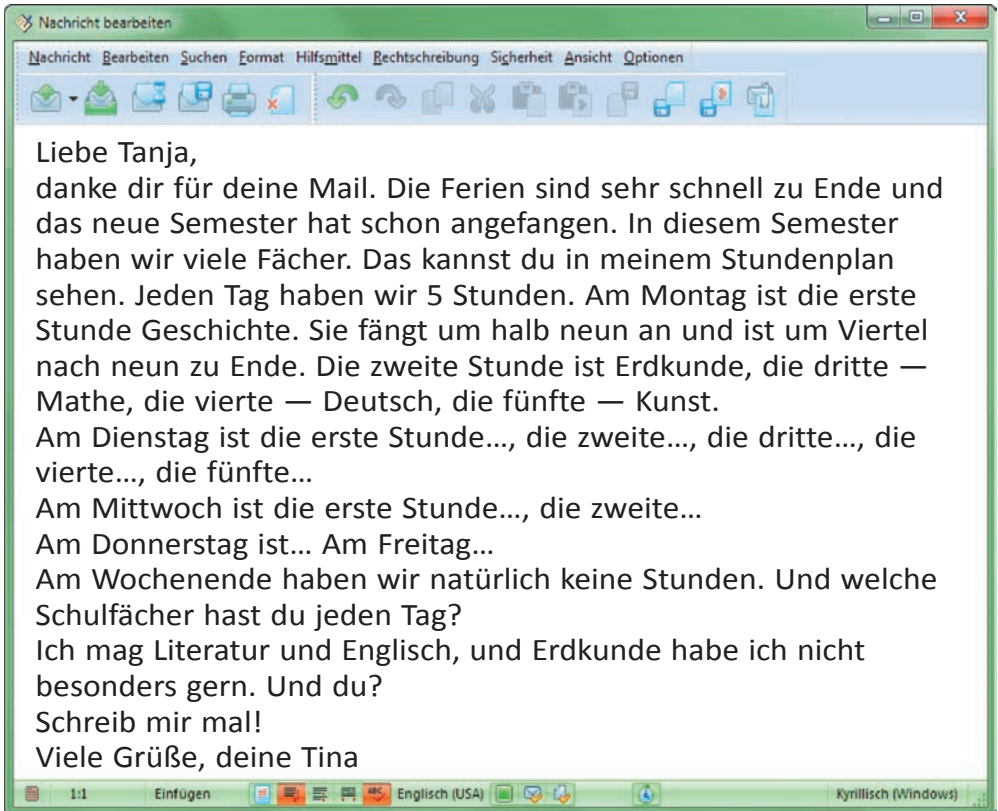 Nachricht bearbeiten
Nachricht Bearbeiten Suchen Format Hilfsmittel Rechtschreibung Sicherheit Ansicht Optionen
Liebe Tanja,
danke dir für deine Mail. Die Ferien sind sehr schnell zu Ende und
das neue Semester hat schon angefangen. In diesem Semester
haben wir viele Fächer. Das kannst du in meinem Stundenplan
sehen. Jeden Tag haben wir 5 Stunden. Am Montag ist die erste
Stunde Geschichte. Sie fängt um halb neun an und ist um Viertel
nach neun zu Ende. Die zweite Stunde ist Erdkunde, die dritte —
Mathe, die vierte — Deutsch, die fünfte — Kunst.
Am Dienstag ist die erste Stunde…, die zweite…, die dritte…, die
vierte…, die fünfte…
Am Mittwoch ist die erste Stunde…, die zweite…
Am Donnerstag ist… Am Freitag…
Am Wochenende haben wir natürlich keine Stunden. Und welche
Schulfächer hast du jeden Tag?
Ich mag Literatur und Englisch, und Erdkunde habe ich nicht
besonders gern. Und du?
Schreib mir mal!
Viele Grüße, deine Tina
1:1 Einfügen ABC Englisch (USA) Kyrillisch (Windows)